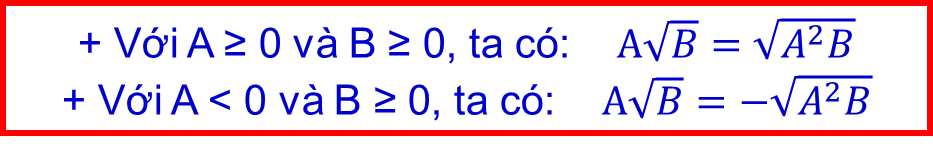 + Với A ≥ 0 và B ≥ 0, ta có: A√B = √A²B
+ Với A < 0 và B ≥ 0, ta có: A√B = −√A²B